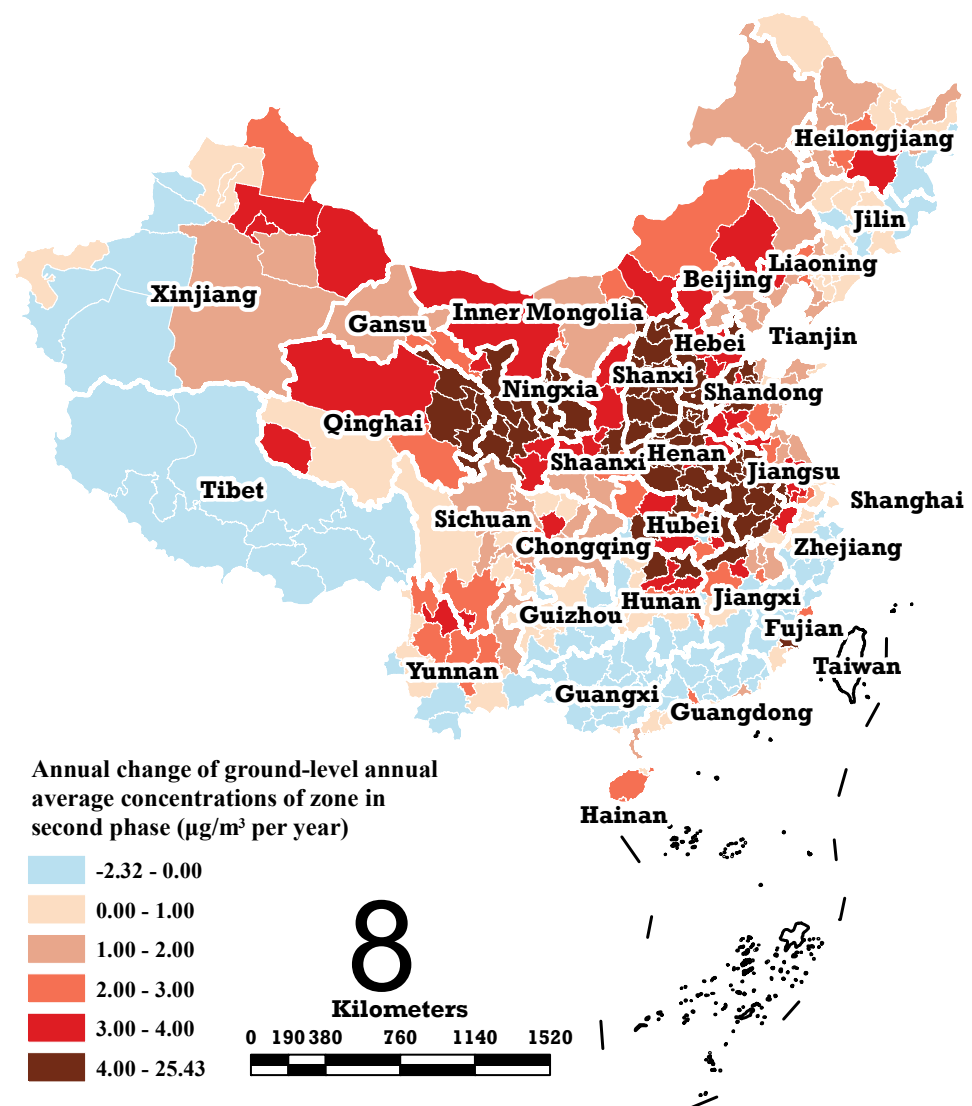 Heilongjiang
Jilin
Liaoning
Beijing
Xinjiang
Inner Mongolia
Gansu
Tianjin
Hebei
Shanxi
Ningxia
Shandong
Qinghai
Henan
Shaanxi
Jiangsu
Tibet
Shanghai
Sichuan
Hubei
Chongqing
Zhejiang
Hunan
Jiangxi
Guizhou
Fujian
Taiwan
Yunnan
Guangxi
Guangdong
Hainan
Annual change of ground-level annual
average concentrations of zone in
second phase (µg/m³ per year)
-2.32 - 0.00
0.00 - 1.00
1.00 - 2.00
2.00 - 3.00
3.00 - 4.00
4.00 - 25.43
8
Kilometers
0 190 380 760 1140 1520